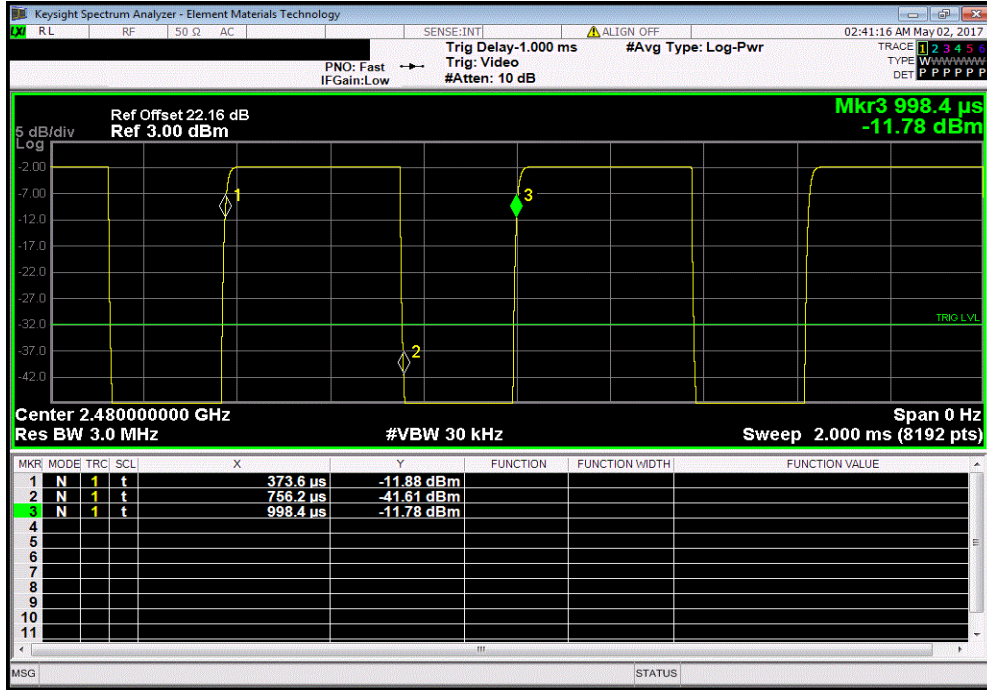 Keysight Spectrum Analyzer - Element Materials Technology
LXI RL RF 50 Ω AC SENSE:INT ALIGN OFF 02:41:16 AM May 02, 2017
Trig Delay-1.000 ms #Avg Type: Log-Pwr TRACE 1 2 3 4 5 6
PNO: Fast Trig: Video TYPE WWWWWW
IFGain:Low #Atten: 10 dB DET P P P P P P
Mkr3 998.4 µs
-11.78 dBm
Ref Offset 22.16 dB
5 dB/div Ref 3.00 dBm
Log
-2.00
-7.00
1
3
-12.0
-17.0
-22.0
-27.0
-32.0
TRIG LVL
-37.0
2
-42.0
Center 2.480000000 GHz Span 0 Hz
Res BW 3.0 MHz #VBW 30 kHz Sweep 2.000 ms (8192 pts)
MKR MODE TRC SCL X Y FUNCTION FUNCTION WIDTH FUNCTION VALUE
1 N 1 t 373.6 µs -11.88 dBm
2 N 1 t 756.2 µs -41.61 dBm
3 N 1 t 998.4 µs -11.78 dBm
4
5
6
7
8
9
10
11
MSG STATUS